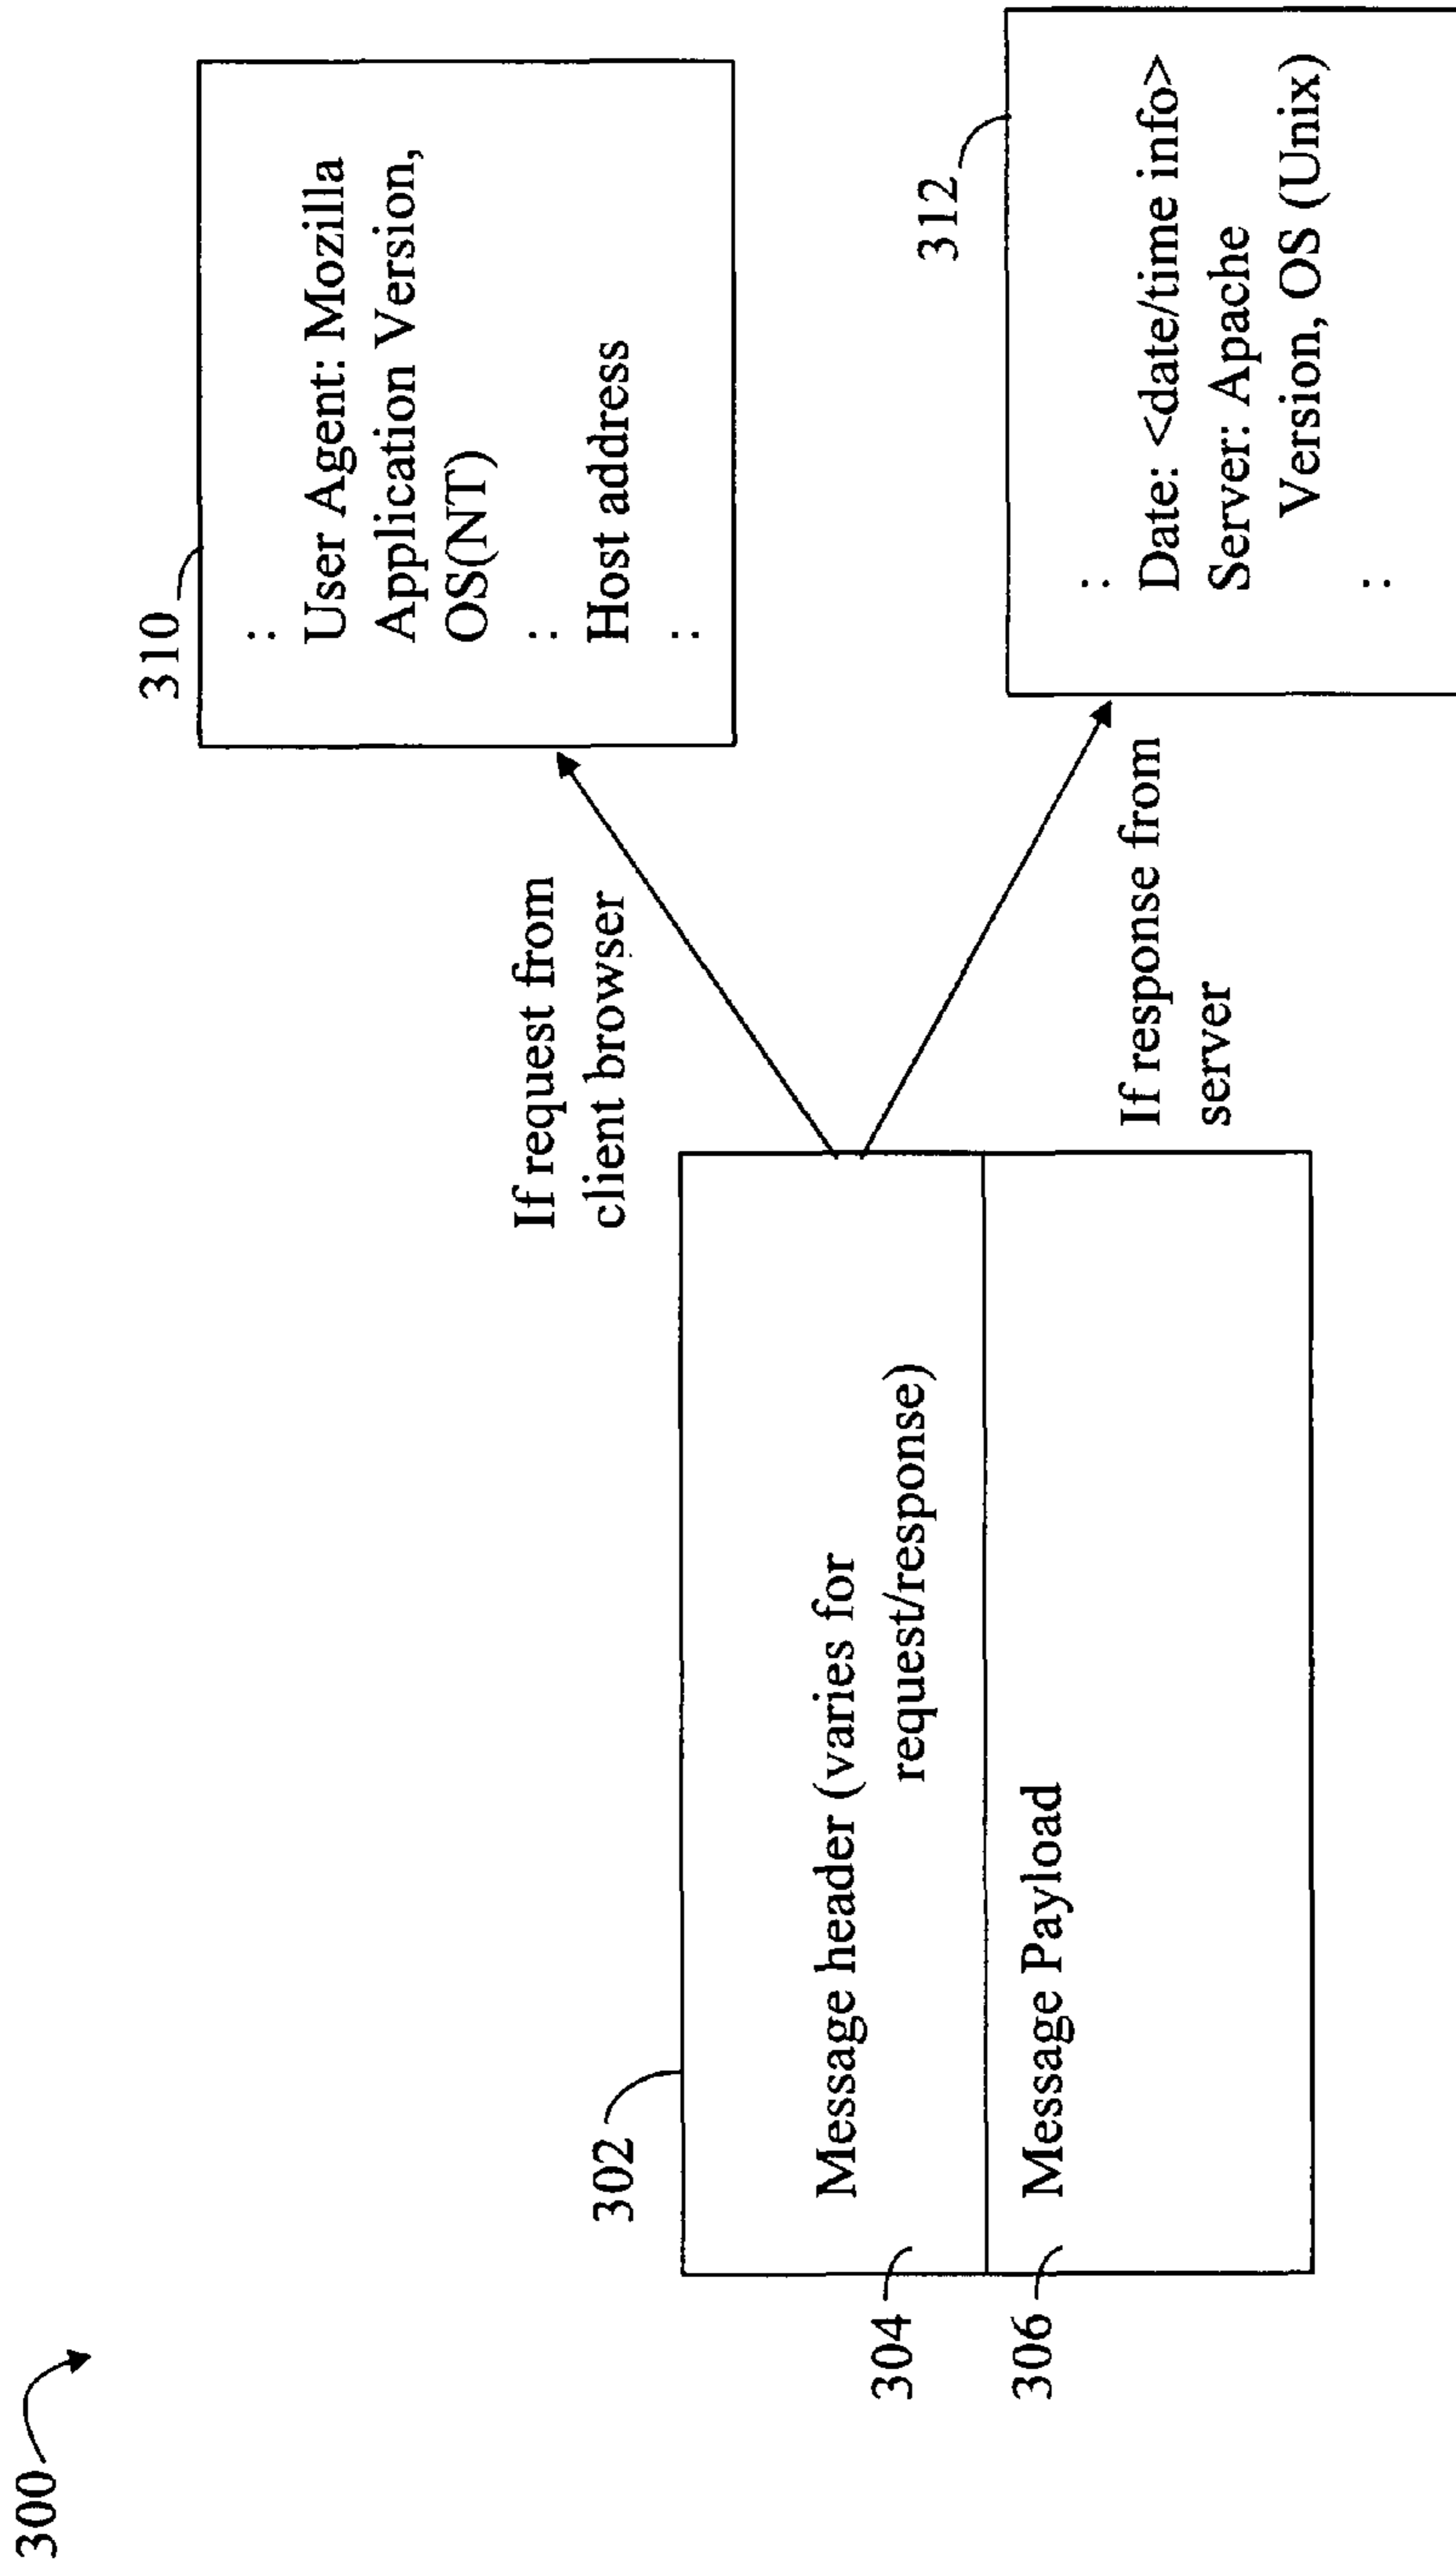 300
302
304
Message header (varies for
request/response)
306
Message Payload
If request from
client browser
If response from
server
310
:
User Agent: Mozilla
Application Version,
OS(NT)
:
Host address
:
312
:
Date: <date/time info>
Server: Apache
Version, OS (Unix)
: